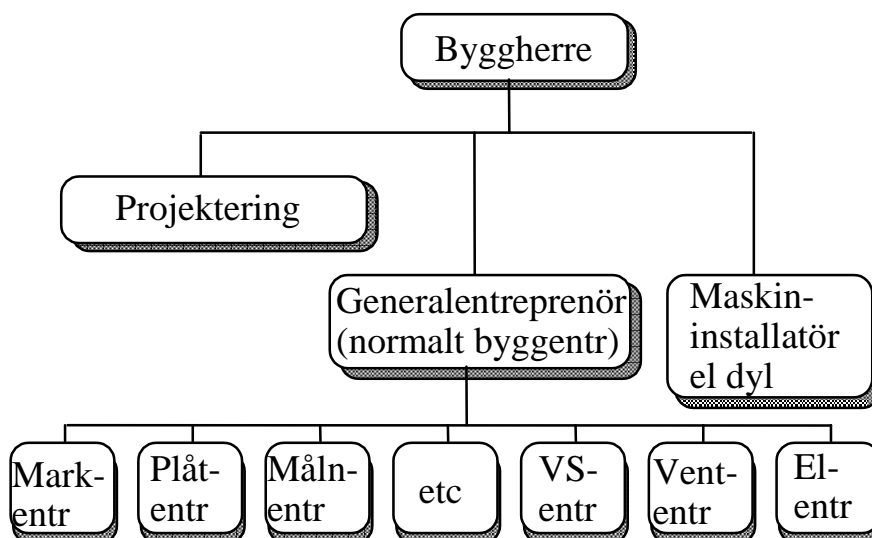 Byggherre
Projektering
Generalentreprenör
(normalt byggentr)
Maskin-
installatör
el dyl
Mark-
entr
Plåt-
entr
Måln-
entr
etc
VS-
entr
Vent-
entr
El-
entr